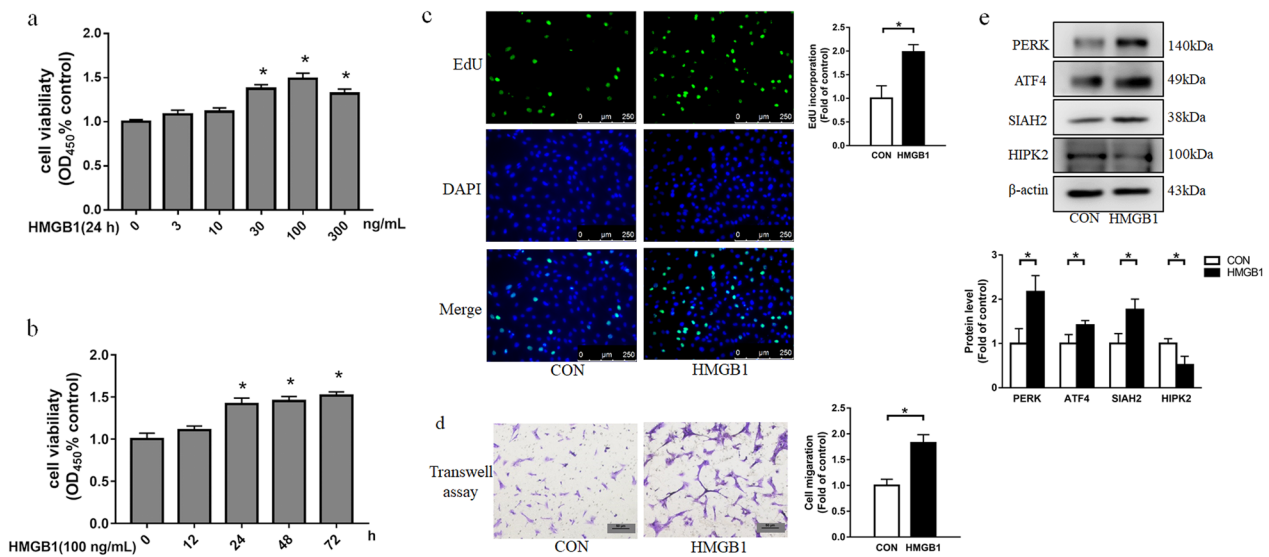 a
cell viabiliaty
(OD450% control)
2.0
1.5
1.0
0.5
0.0
* * *
HMGB1(24 h) 0 3 10 30 100 300 ng/mL
b
cell viabiliaty
(OD450% control)
2.0
1.5
1.0
0.5
0.0
* * *
HMGB1(100 ng/mL) 0 12 24 48 72 h
c
EdU
0 µm 250 0 µm 250
DAPI
0 µm 250 0 µm 250
Merge
0 µm 250 0 µm 250
CON HMGB1
EdU incorporation
(Fold of control)
2.5
2.0
1.5
1.0
0.5
0.0
*
CON HMGB1
d
Transwell
assay
CON HMGB1
Cell migaration
(Fold of control)
2.5
2.0
1.5
1.0
0.5
0.0
*
CON HMGB1
e
PERK 140kDa
ATF4 49kDa
SIAH2 38kDa
HIPK2 100kDa
β-actin 43kDa
CON HMGB1
Protein level
(Fold of control)
3
2
1
0
* * * *
CON
HMGB1
PERK ATF4 SIAH2 HIPK2